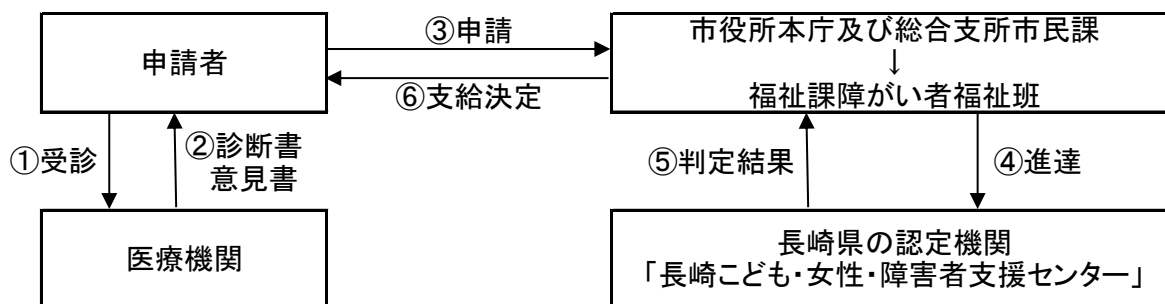 申請者
③申請
⑥支給決定
市役所本庁及び総合支所市民課
↓
福祉課障がい者福祉班
①受診
②診断書
意見書
⑤判定結果
④進達
医療機関
長崎県の認定機関
「長崎こども・女性・障害者支援センター」